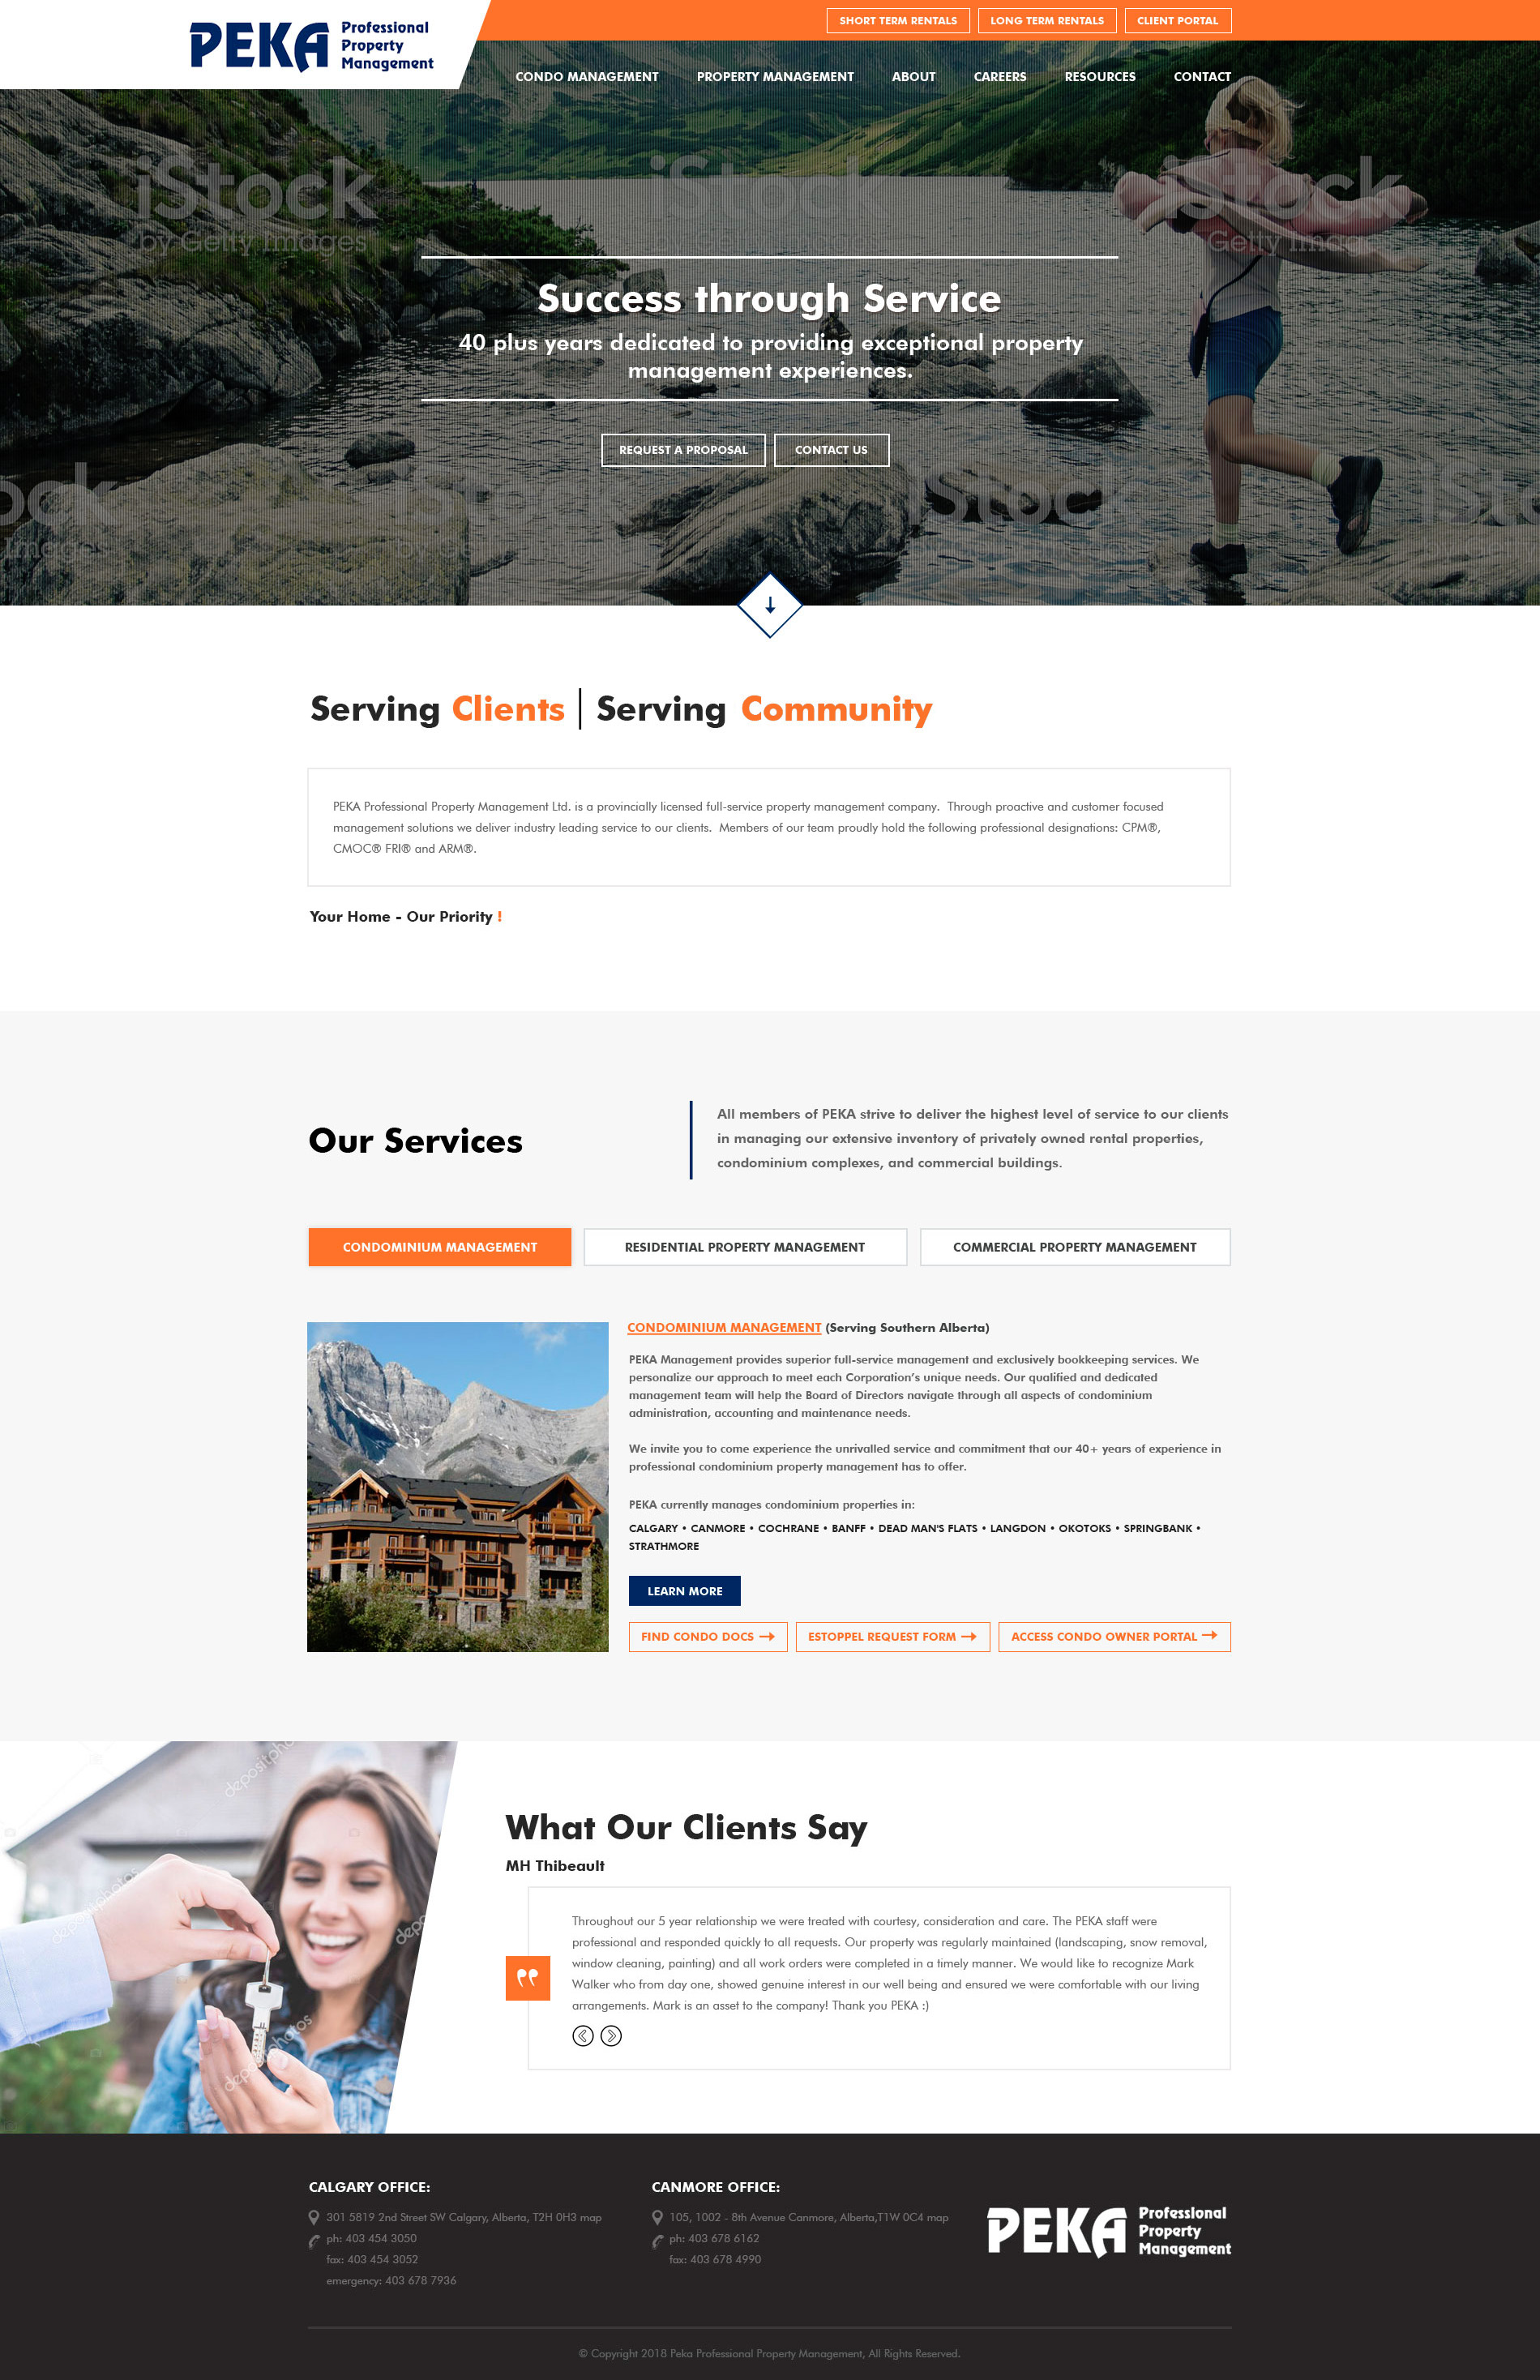 PEKA
Professional
Property
Management
SHORT TERM RENTALS
LONG TERM RENTALS
CLIENT PORTAL
CONDO MANAGEMENT
PROPERTY MANAGEMENT
ABOUT
CAREERS
RESOURCES
CONTACT
iStock
by Getty Images
iStock
by Getty Images
iStock
Getty Images
Success through Service
40 plus years dedicated to providing exceptional property
management experiences.
REQUEST A PROPOSAL
CONTACT US
ock
Images
iStock
iStock
iSto
Serving Clients | Serving Community
PEKA Professional Property Management Ltd. is a provincially licensed full-service property management company.  Through proactive and customer focused
management solutions we deliver industry leading service to our clients.  Members of our team proudly hold the following professional designations: CPM®,
CMOC® FRI® and ARM®.
Your Home - Our Priority !
Our Services
All members of PEKA strive to deliver the highest level of service to our clients
in managing our extensive inventory of privately owned rental properties,
condominium complexes, and commercial buildings.
CONDOMINIUM MANAGEMENT
RESIDENTIAL PROPERTY MANAGEMENT
COMMERCIAL PROPERTY MANAGEMENT
CONDOMINIUM MANAGEMENT (Serving Southern Alberta)
PEKA Management provides superior full-service management and exclusively bookkeeping services. We
personalize our approach to meet each Corporation's unique needs. Our qualified and dedicated
management team will help the Board of Directors navigate through all aspects of condominium
administration, accounting and maintenance needs.
We invite you to come experience the unrivalled service and commitment that our 40+ years of experience in
professional condominium property management has to offer.
PEKA currently manages condominium properties in:
CALGARY • CANMORE • COCHRANE • BANFF • DEAD MAN'S FLATS • LANGDON • OKOTOKS • SPRINGBANK •
STRATHMORE
LEARN MORE
FIND CONDO DOCS
ESTOPPEL REQUEST FORM
ACCESS CONDO OWNER PORTAL
depositphotos
depositphotos
depositphotos
What Our Clients Say
MH Thibeault
Throughout our 5 year relationship we were treated with courtesy, consideration and care. The PEKA staff were
professional and responded quickly to all requests. Our property was regularly maintained (landscaping, snow removal,
window cleaning, painting) and all work orders were completed in a timely manner. We would like to recognize Mark
Walker who from day one, showed genuine interest in our well being and ensured we were comfortable with our living
arrangements. Mark is an asset to the company! Thank you PEKA :)
CALGARY OFFICE:
301 5819 2nd Street SW Calgary, Alberta, T2H 0H3 map
ph: 403 454 3050
fax: 403 454 3052
emergency: 403 678 7936
CANMORE OFFICE:
105, 1002 - 8th Avenue Canmore, Alberta,T1W 0C4 map
ph: 403 678 6162
fax: 403 678 4990
PEKA
Professional
Property
Management
© Copyright 2018 Peka Professional Property Management, All Rights Reserved.